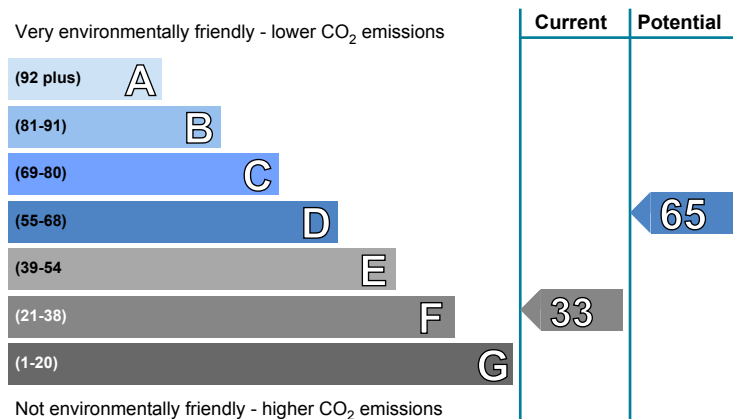 Very environmentally friendly - lower CO₂ emissions
Current
Potential
(92 plus) A
(81-91) B
(69-80) C
(55-68) D
65
(39-54 E
(21-38) F
33
(1-20) G
Not environmentally friendly - higher CO₂ emissions